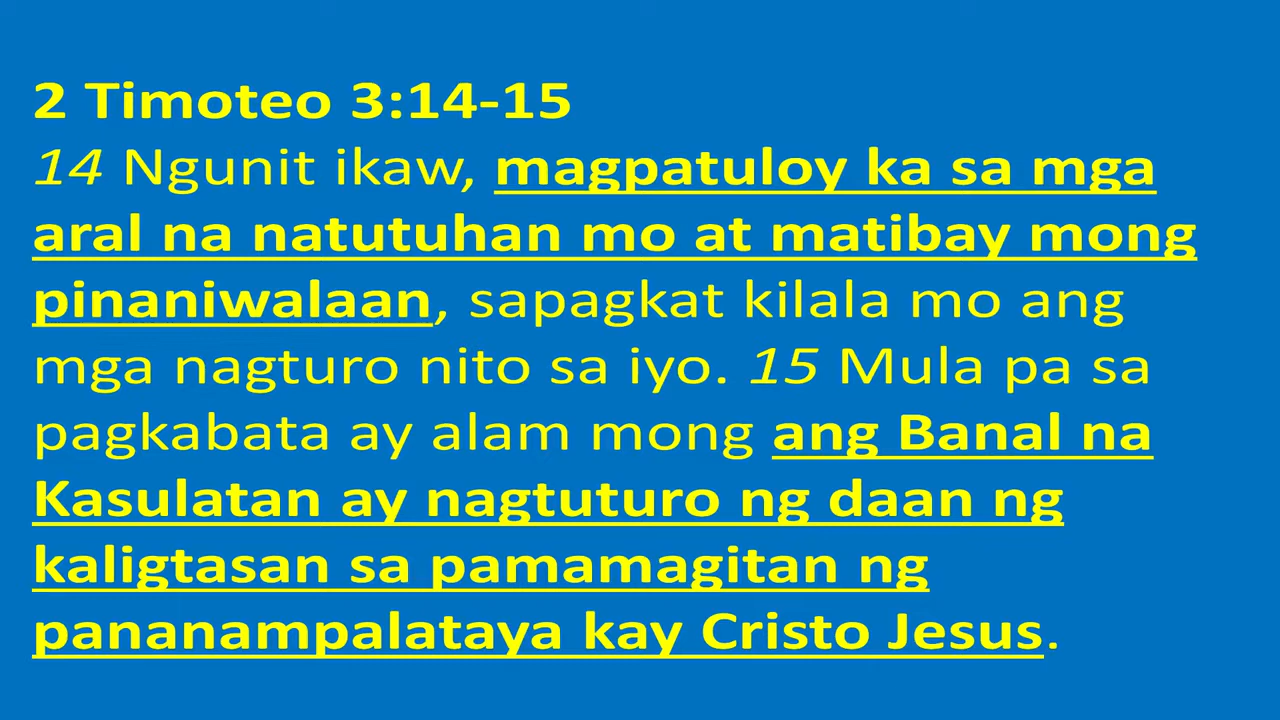 2 Timoteo 3:14-15
14 Ngunit ikaw, magpatuloy ka sa mga
aral na natutuhan mo at matibay mong
pinaniwalaan, sapagkat kilala mo ang
mga nagturo nito sa iyo. 15 Mula pa sa
pagkabata ay alam mong ang Banal na
Kasulatan ay nagtuturo ng daan ng
kaligtasan sa pamamagitan ng
pananampalataya kay Cristo Jesus.